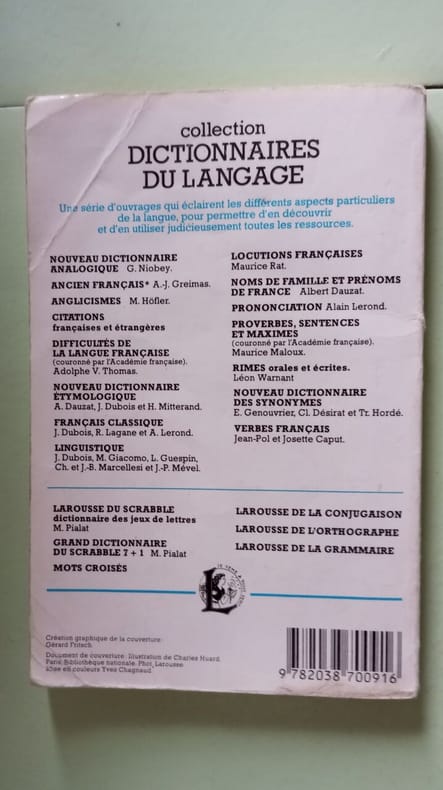 collection
DICTIONNAIRES
DU LANGAGE
Une série d'ouvrages qui éclairent les différents aspects particuliers
de la langue, pour permettre d'en découvrir
et d'en utiliser judicieusement toutes les ressources.
NOUVEAU DICTIONNAIRE
ANALOGIQUE G. Niobey.
ANCIEN FRANÇAIS* A.-J. Greimas.
ANGLICISMES M. Höfler.
CITATIONS
françaises et étrangères
DIFFICULTÉS DE
LA LANGUE FRANÇAISE
(couronné par l'Académie française).
Adolphe V. Thomas.
NOUVEAU DICTIONNAIRE
ÉTYMOLOGIQUE
A. Dauzat, J. Dubois et H. Mitterand.
FRANÇAIS CLASSIQUE
J. Dubois, R. Lagane et A. Lerond.
LINGUISTIQUE
J. Dubois, M. Giacomo, L. Guespin,
Ch. et J.-B. Marcellesi et J.-P. Mével.
LOCUTIONS FRANÇAISES
Maurice Rat.
NOMS DE FAMILLE ET PRÉNOMS
DE FRANCE Albert Dauzat.
PRONONCIATION Alain Lerond.
PROVERBES, SENTENCES
ET MAXIMES
(couronné par l'Académie française).
Maurice Maloux.
RIMES orales et écrites.
Léon Warnant
NOUVEAU DICTIONNAIRE
DES SYNONYMES
E. Genouvrier, Cl. Désirat et Tr. Hordé.
VERBES FRANÇAIS
Jean-Pol et Josette Caput.
LAROUSSE DU SCRABBLE
dictionnaire des jeux de lettres
M. Pialat
GRAND DICTIONNAIRE
DU SCRABBLE 7 + 1 M. Pialat
MOTS CROISÉS
LAROUSSE DE LA CONJUGAISON
LAROUSSE DE L'ORTHOGRAPHE
LAROUSSE DE LA GRAMMAIRE
L
Création graphique de la couverture :
Gérard Fritsch.
Document de couverture : Illustration de Charles Huard.
Paris, Bibliothèque nationale. Phot. Larousse
Mise en couleurs Yves Chagnaud.
9 782038 700916